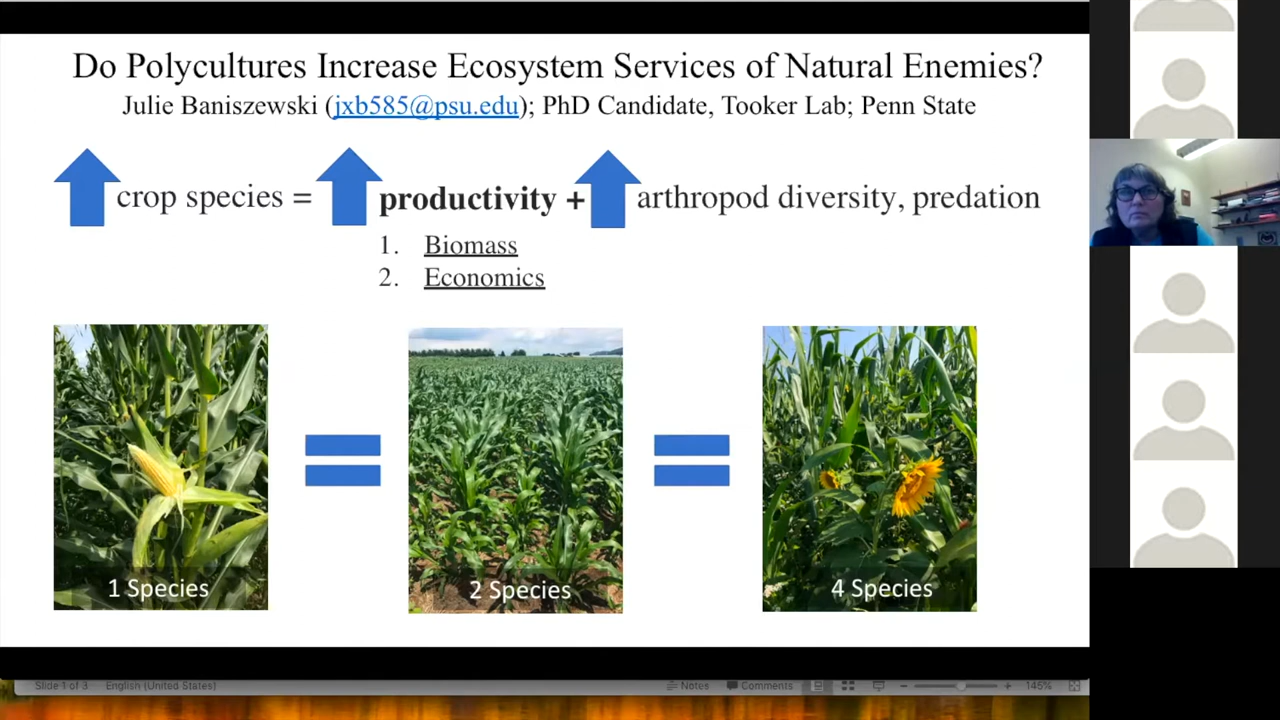 Do Polycultures Increase Ecosystem Services of Natural Enemies?
Julie Baniszewski (jxb585@psu.edu); PhD Candidate, Tooker Lab; Penn State
crop species = productivity + arthropod diversity, predation
1. Biomass
2. Economics
1 Species
2 Species
4 Species
Slide 1 of 3 English (United States) Notes Comments 145%